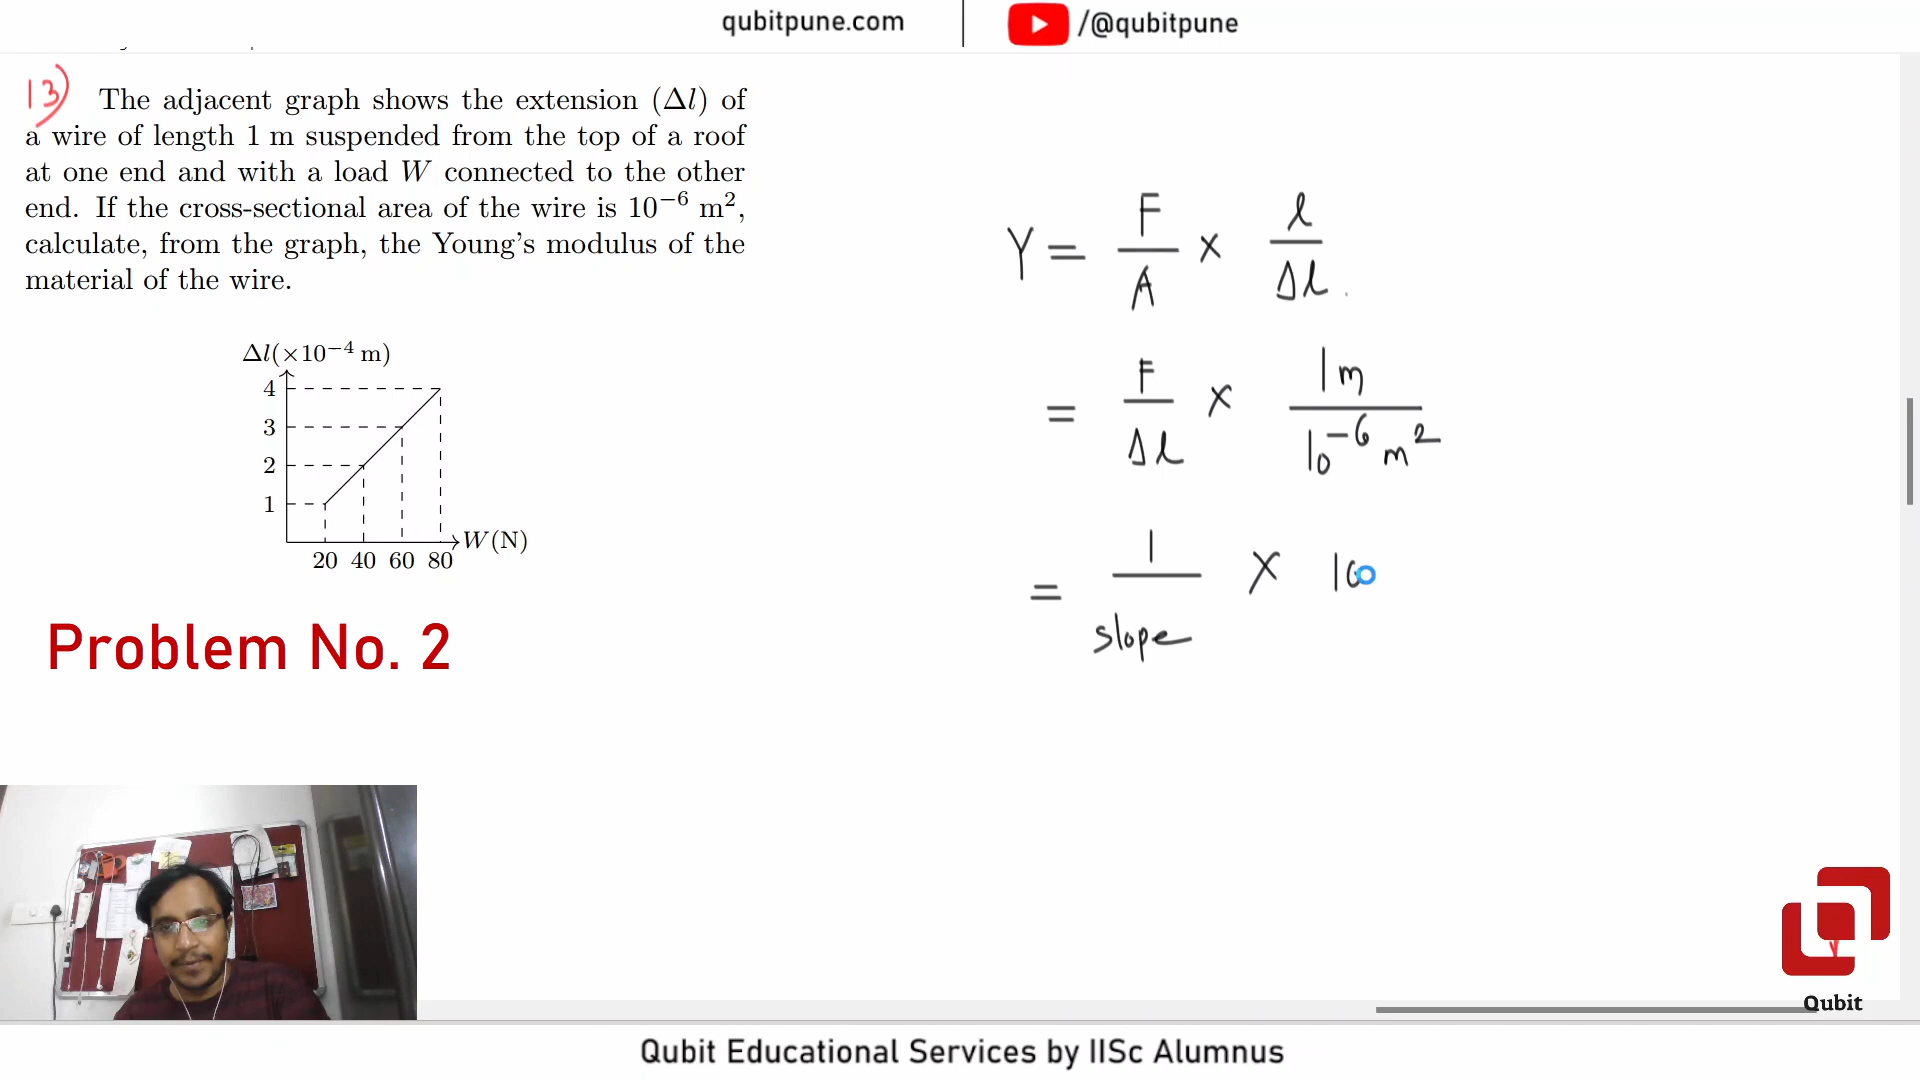 qubitpune.com
/@qubitpune
13) The adjacent graph shows the extension (Δl) of
a wire of length 1 m suspended from the top of a roof
at one end and with a load W connected to the other
end. If the cross-sectional area of the wire is 10⁻⁶ m²,
calculate, from the graph, the Young's modulus of the
material of the wire.
Δl(×10⁻⁴ m)
4
3
2
1
20 40 60 80
W(N)
Problem No. 2
Y = F/A × l/Δl.
= F/Δl × 1m/10⁻⁶ m²
= 1/slope × 10
Qubit
Qubit Educational Services by IISc Alumnus